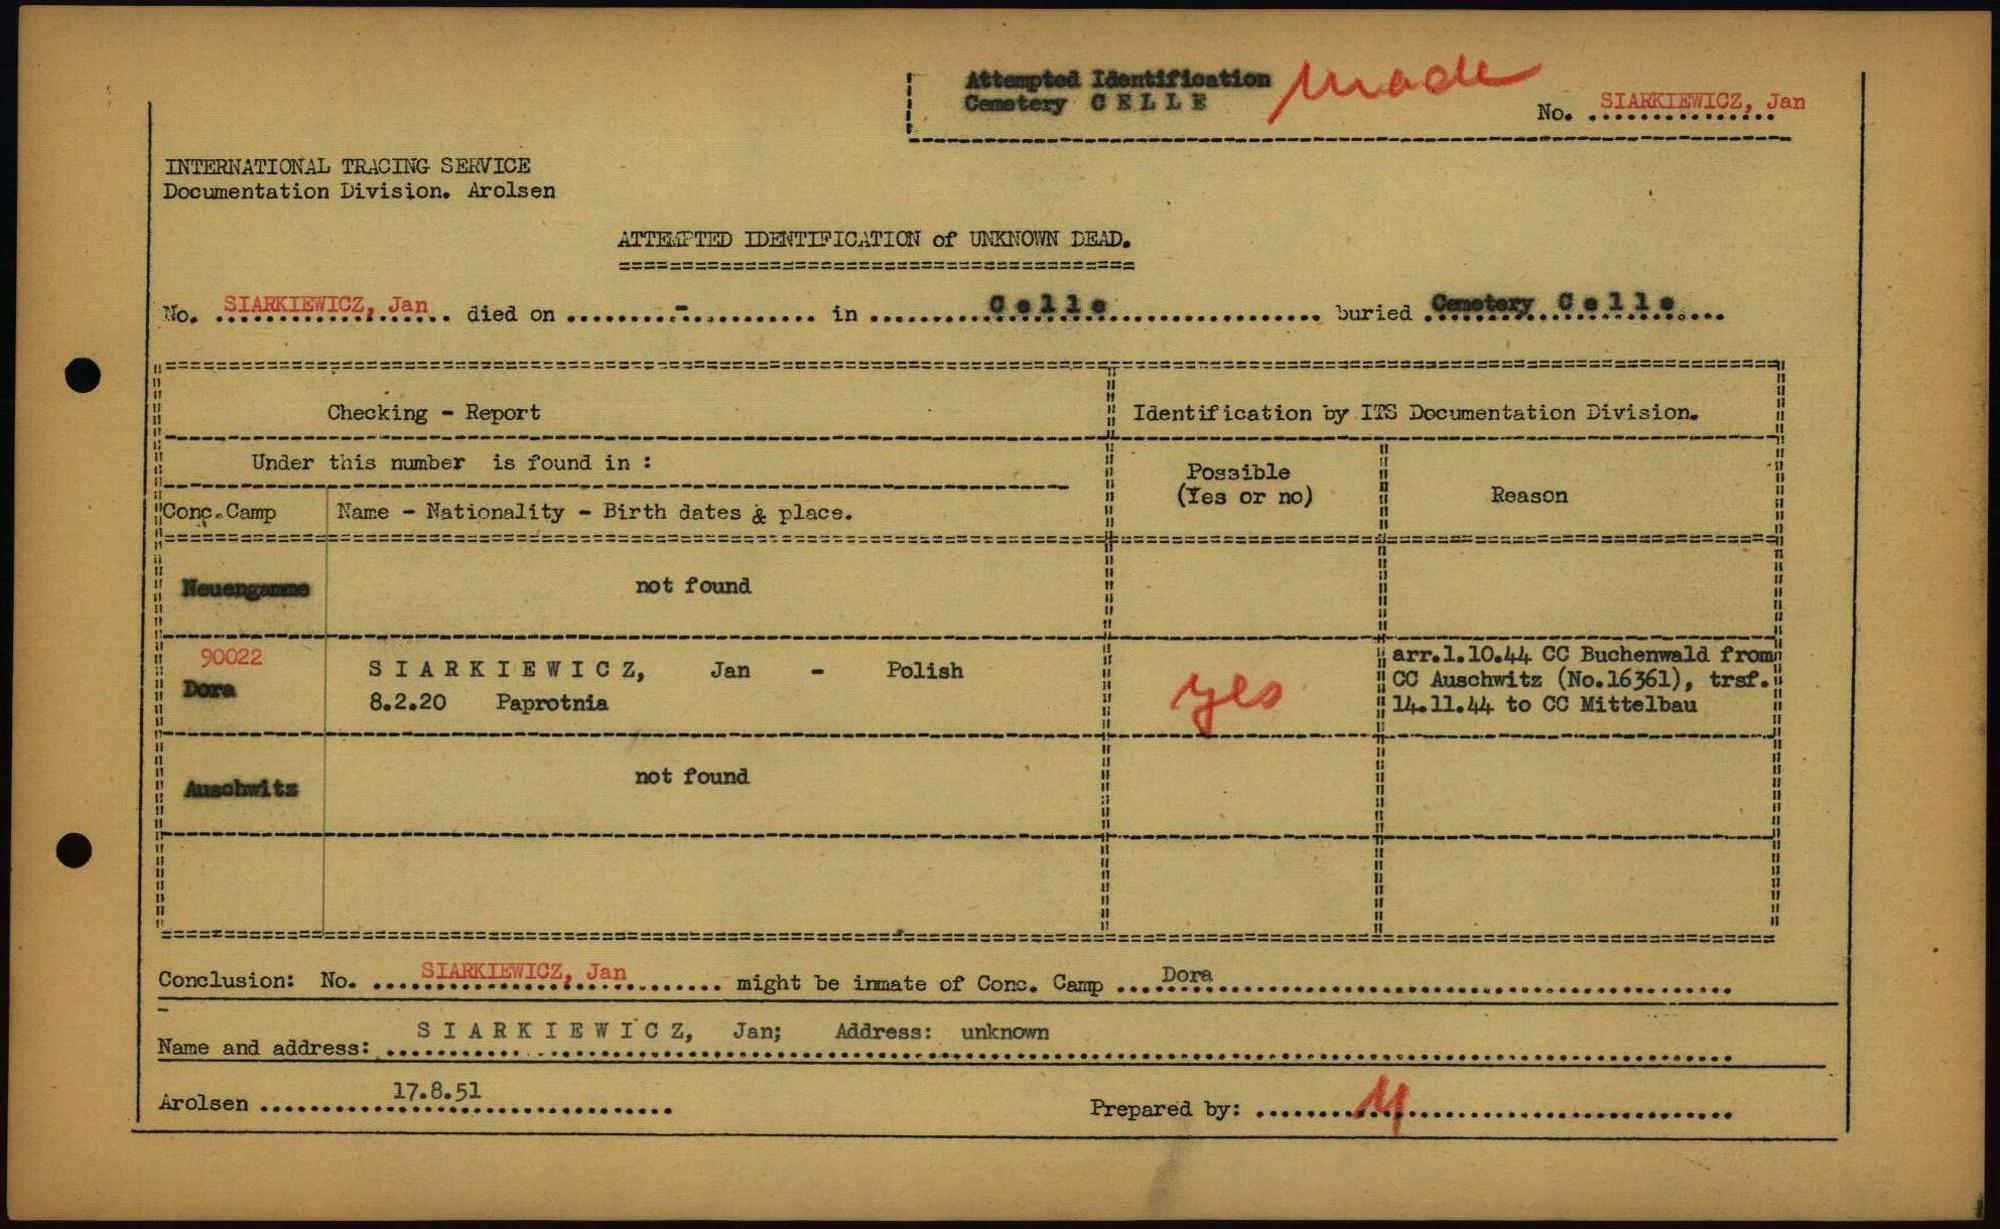 Attempted Identification made
Cemetery C E L L E
No. SIARKIEWICZ, Jan
INTERNATIONAL TRACING SERVICE
Documentation Division. Arolsen
ATTEMPTED IDENTIFICATION of UNKNOWN DEAD.
No. SIARKIEWICZ, Jan died on - in C e l l e buried Cemetery C e l l e
Checking - Report
Identification by ITS Documentation Division.
Under this number is found in :
Possible
(Yes or no)
Reason
Conc.Camp Name - Nationality - Birth dates & place.
Neuengamme not found
90022
Dora
S I A R K I E W I C Z, Jan - Polish
8.2.20 Paprotnia
yes
arr.1.10.44 CC Buchenwald from
CC Auschwitz (No.16361), trsf.
14.11.44 to CC Mittelbau
Auschwitz not found
Conclusion: No. SIARKIEWICZ, Jan might be inmate of Conc. Camp Dora
Name and address: S I A R K I E W I C Z, Jan; Address: unknown
Arolsen 17.8.51
Prepared by: